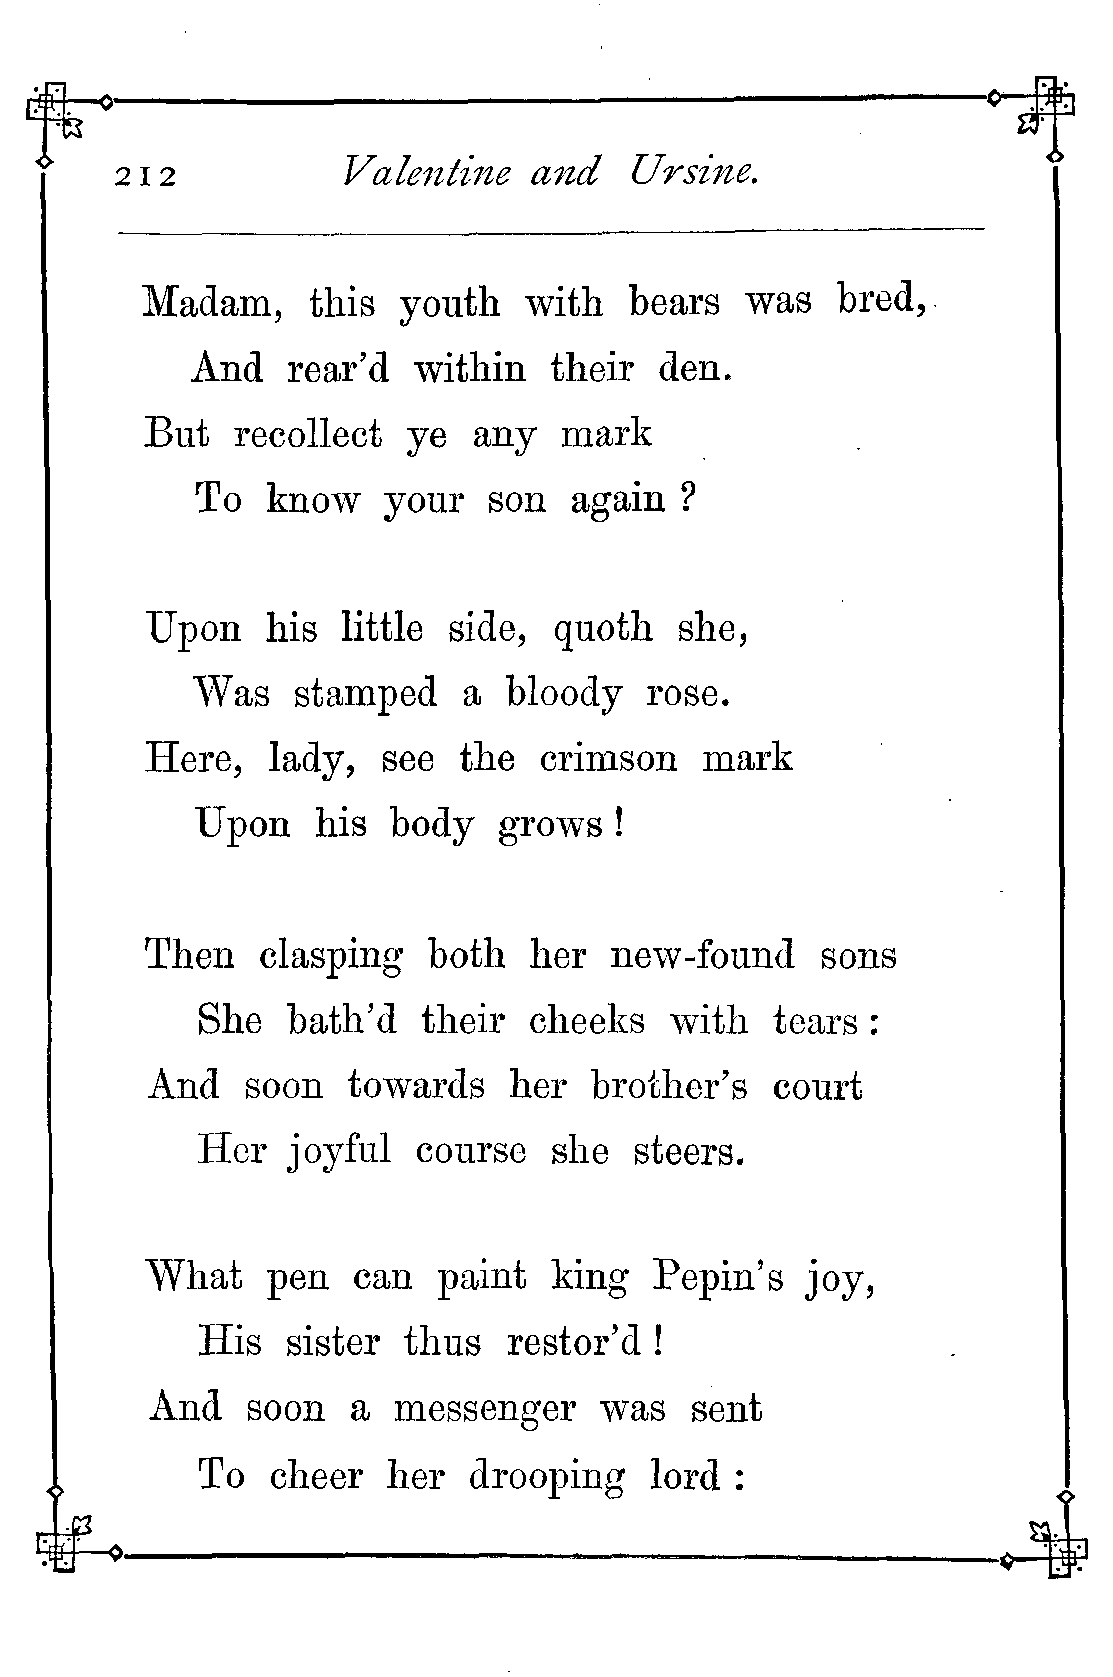 212 Valentine and Ursine.
Madam, this youth with bears was bred,
And rear'd within their den.
But recollect ye any mark
To know your son again ?
Upon his little side, quoth she,
Was stamped a bloody rose.
Here, lady, see the crimson mark
Upon his body grows !
Then clasping both her new-found sons
She bath'd their cheeks with tears :
And soon towards her brother's court
Her joyful course she steers.
What pen can paint king Pepin's joy,
His sister thus restor'd !
And soon a messenger was sent
To cheer her drooping lord :